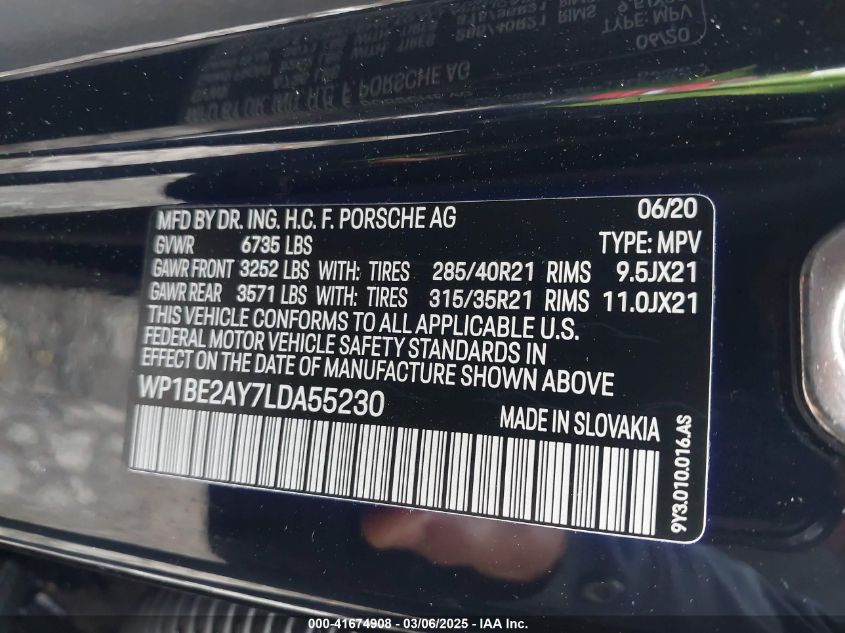 MFD BY DR. ING. H.C. F. PORSCHE AG 06/20
GVWR 6735 LBS TYPE: MPV
GAWR FRONT 3252 LBS WITH: TIRES 285/40R21 RIMS 9.5JX21
GAWR REAR 3571 LBS WITH: TIRES 315/35R21 RIMS 11.0JX21
THIS VEHICLE CONFORMS TO ALL APPLICABLE U.S.
FEDERAL MOTOR VEHICLE SAFETY STANDARDS IN
EFFECT ON THE DATE OF MANUFACTURE SHOWN ABOVE.
WP1BE2AY7LDA55230
MADE IN SLOVAKIA
9Y3.010.016.AS
000-41674908 - 03/06/2025 - IAAI.com